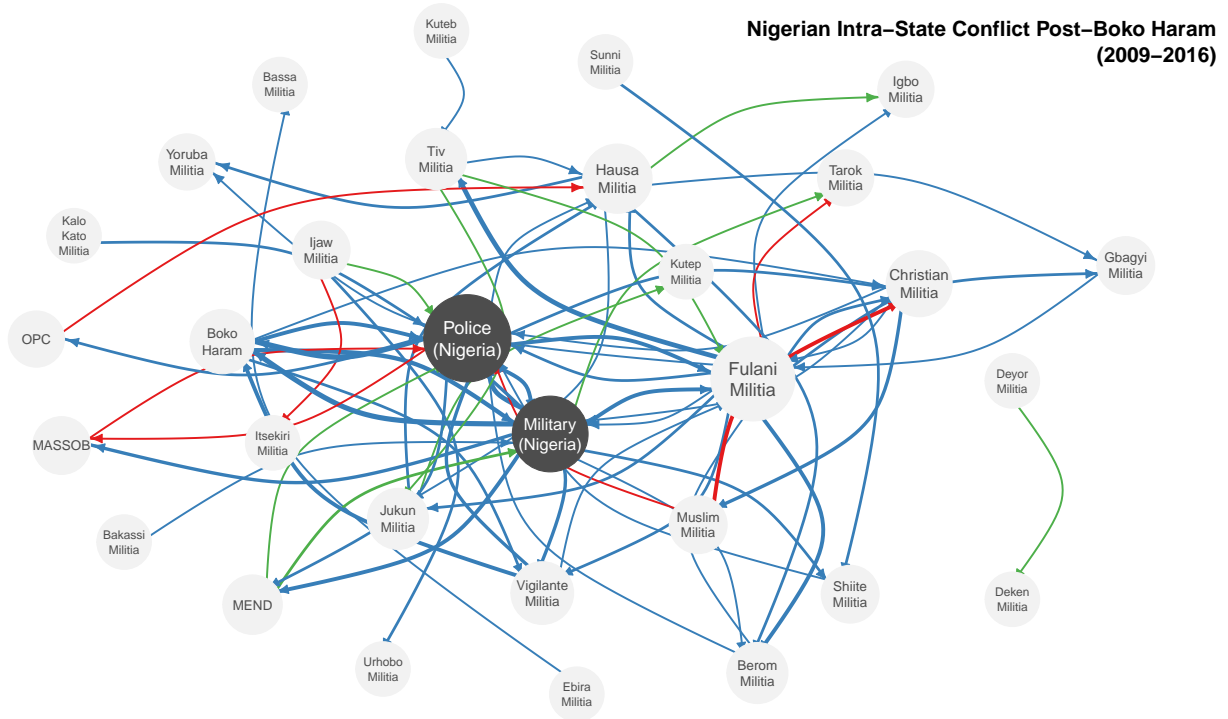 Nigerian Intra−State Conflict Post−Boko Haram
(2009−2016)
Kuteb
Militia
Sunni
Militia
Bassa
Militia
Igbo
Militia
Yoruba
Militia
Tiv
Militia
Hausa
Militia
Tarok
Militia
Kalo
Kato
Militia
Ijaw
Militia
Kutep
Militia
Christian
Militia
Gbagyi
Militia
OPC
Boko
Haram
Police
(Nigeria)
Fulani
Militia
Deyor
Militia
MASSOB
Itsekiri
Militia
Military
(Nigeria)
Bakassi
Militia
Jukun
Militia
Muslim
Militia
MEND
Vigilante
Militia
Shiite
Militia
Deken
Militia
Urhobo
Militia
Ebira
Militia
Berom
Militia